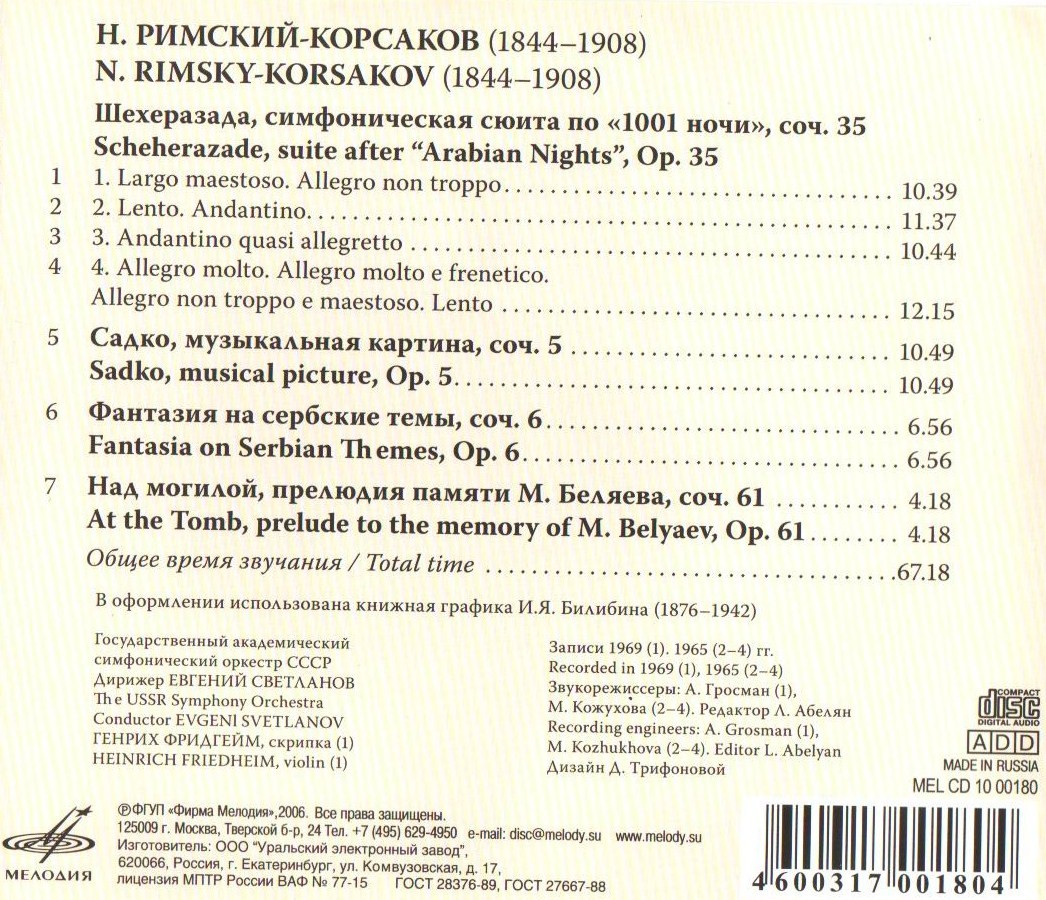 Н. РИМСКИЙ-КОРСАКОВ (1844–1908)
N. RIMSKY-KORSAKOV (1844–1908)
Шехеразада, симфоническая сюита по «1001 ночи», соч. 35
Scheherazade, suite after “Arabian Nights”, Op. 35
1 1. Largo maestoso. Allegro non troppo. 10.39
2 2. Lento. Andantino. 11.37
3 3. Andantino quasi allegretto 10.44
4 4. Allegro molto. Allegro molto e frenetico.
Allegro non troppo e maestoso. Lento 12.15
5 Садко, музыкальная картина, соч. 5 10.49
Sadko, musical picture, Op. 5. 10.49
6 Фантазия на сербские темы, соч. 6 6.56
Fantasia on Serbian Themes, Op. 6 6.56
7 Над могилой, прелюдия памяти М. Беляева, соч. 61 4.18
At the Tomb, prelude to the memory of M. Belyaev, Op. 61 4.18
Общее время звучания / Total time 67.18
В оформлении использована книжная графика И.Я. Билибина (1876–1942)
Государственный академический
симфонический оркестр СССР
Дирижер ЕВГЕНИЙ СВЕТЛАНОВ
The USSR Symphony Orchestra
Conductor EVGENI SVETLANOV
ГЕНРИХ ФРИДГЕЙМ, скрипка (1)
HEINRICH FRIEDHEIM, violin (1)
Записи 1969 (1). 1965 (2–4) гг.
Recorded in 1969 (1), 1965 (2–4)
Звукорежиссеры: А. Гросман (1),
М. Кожухова (2–4). Редактор Л. Абелян
Recording engineers: A. Grosman (1),
M. Kozhukhova (2–4). Editor L. Abelyan
Дизайн Д. Трифоновой
COMPACT
disc
DIGITAL AUDIO
ADD
MADE IN RUSSIA
MEL CD 10 00180
МЕЛОДИЯ
℗ФГУП «Фирма Мелодия»,2006. Все права защищены.
125009 г. Москва, Тверской б-р, 24 Тел. +7 (495) 629-4950 e-mail: disc@melody.su www.melody.su
Изготовитель: ООО "Уральский электронный завод",
620066, Россия, г. Екатеринбург, ул. Комвузовская, д. 17,
лицензия МПТР России ВАФ № 77-15 ГОСТ 28376-89, ГОСТ 27667-88
4 600317 001804